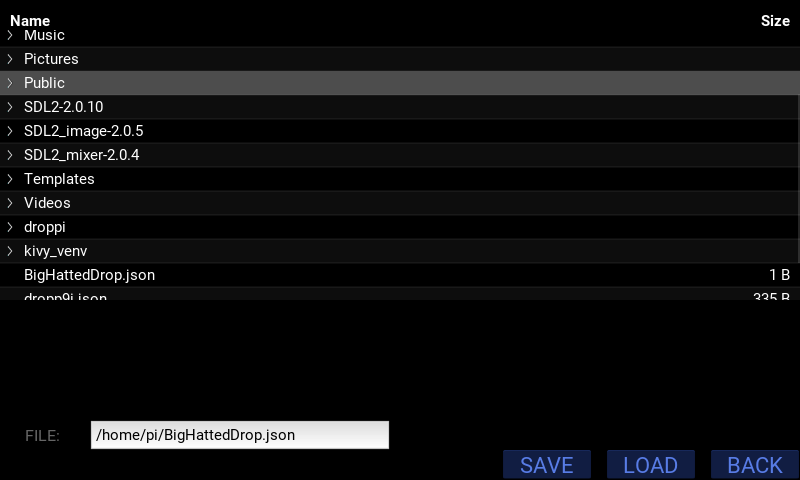 Name Size
Music
Pictures
Public
SDL2-2.0.10
SDL2_image-2.0.5
SDL2_mixer-2.0.4
Templates
Videos
droppi
kivy_venv
BigHattedDrop.json 1 B
dropp9i.json 335 B
FILE: /home/pi/BigHattedDrop.json
SAVE LOAD BACK